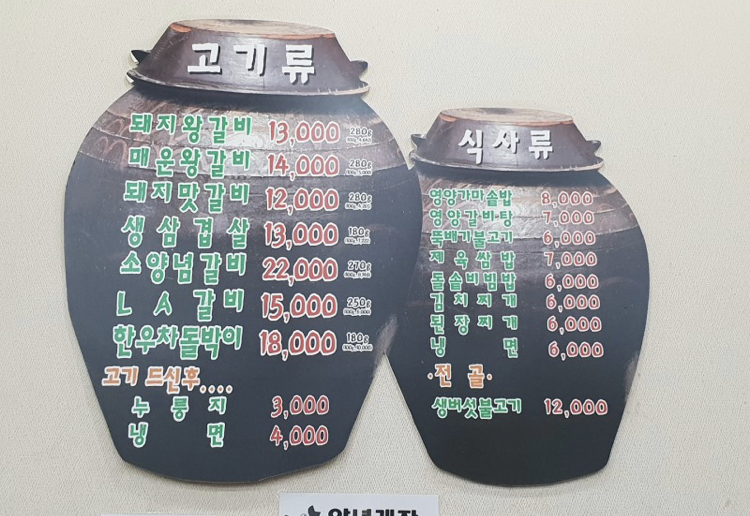 고기류
돼지왕갈비 13,000 280g
매운왕갈비 14,000 280g
돼지맛갈비 12,000 280g
생삼겹살 13,000 180g
소양념갈비 22,000 270g
LA갈비 15,000 250g
한우차돌박이 18,000 180g
고기 드신후....
누룽지 3,000
냉면 4,000
식사류
영양가마솥밥 8,000
영양갈비탕 7,000
뚝배기불고기 6,000
제육쌈밥 7,000
돌솥비빔밥 6,000
김치찌개 6,000
된장찌개 6,000
냉면 6,000
·전골·
생버섯불고기 12,000